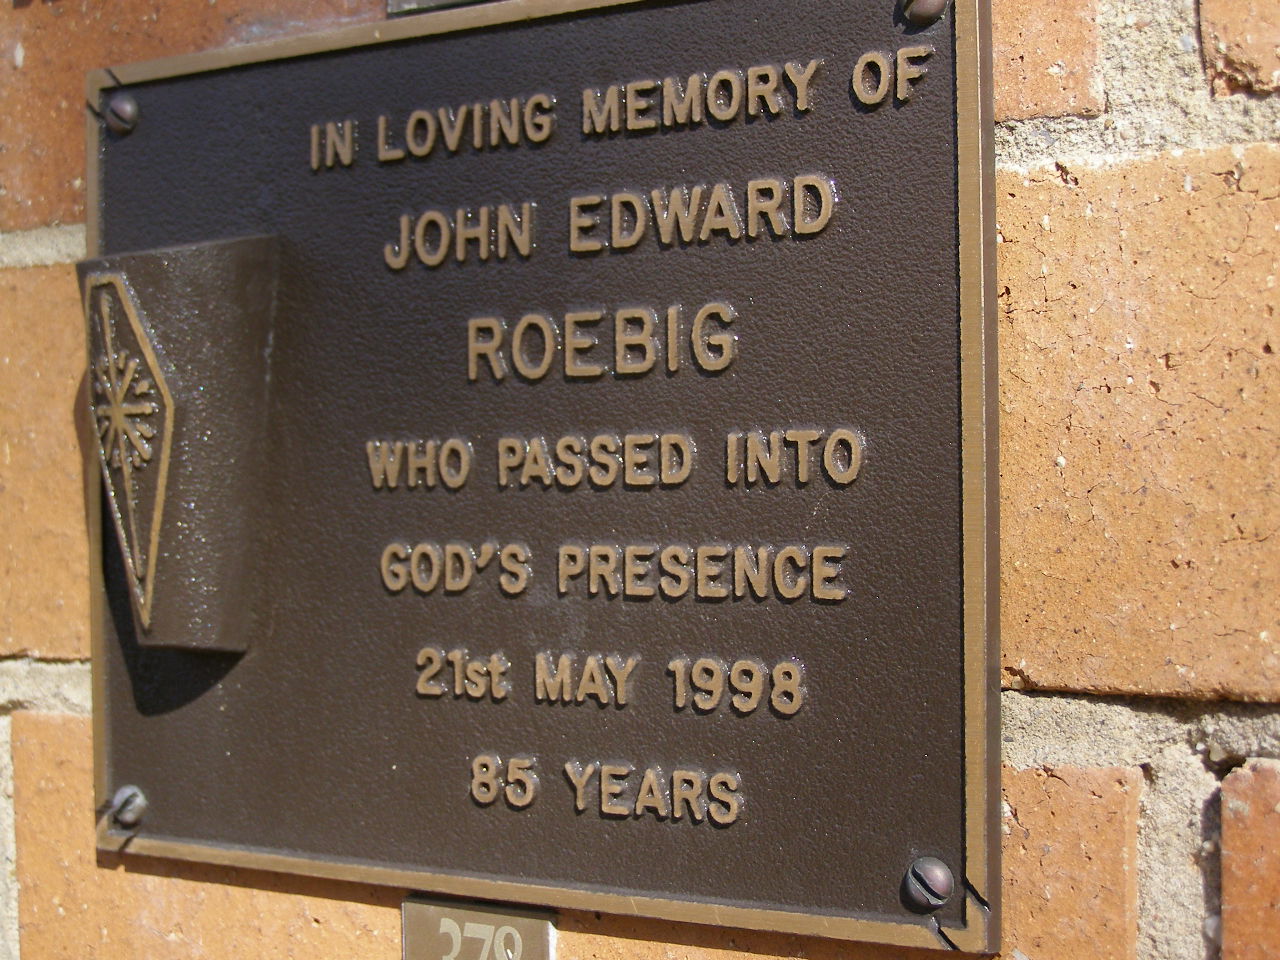 IN LOVING MEMORY OF
JOHN EDWARD
ROEBIG
WHO PASSED INTO
GOD'S PRESENCE
21st MAY 1998
85 YEARS